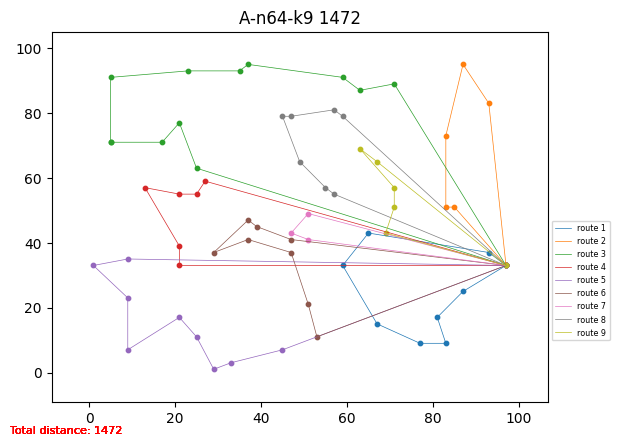 A-n64-k9 1472
100
80
60
40
20
0
0 20 40 60 80 100
route 1
route 2
route 3
route 4
route 5
route 6
route 7
route 8
route 9
Total distance: 1472